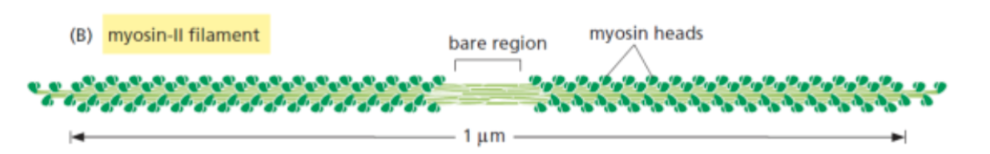 (B) myosin-II filament
bare region
myosin heads
1 μm